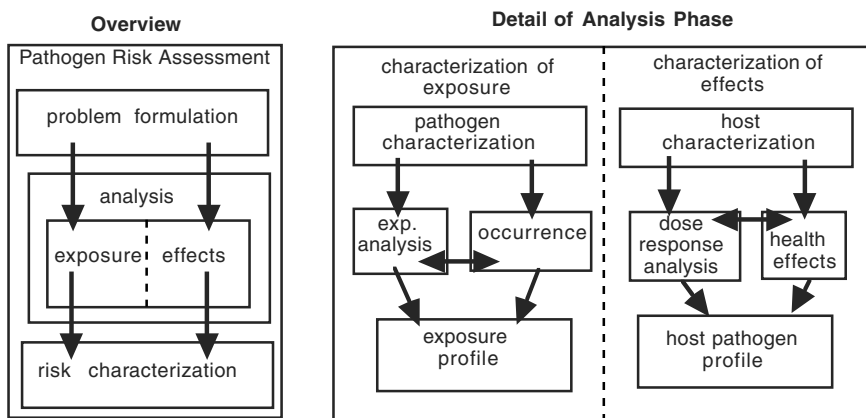 Overview
Pathogen Risk Assessment
problem formulation
analysis
exposure
effects
risk characterization
Detail of Analysis Phase
characterization of
exposure
pathogen
characterization
exp.
analysis
occurrence
exposure
profile
characterization of
effects
host
characterization
dose
response
analysis
health
effects
host pathogen
profile